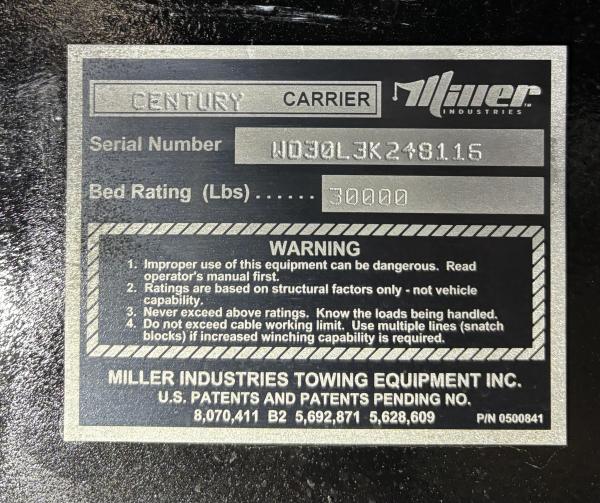 CENTURY CARRIER Miller INDUSTRIES
Serial Number W030L3K248116
Bed Rating (Lbs) . . . . . . 30000
WARNING
1. Improper use of this equipment can be dangerous. Read
operator's manual first.
2. Ratings are based on structural factors only - not vehicle
capability.
3. Never exceed above ratings. Know the loads being handled.
4. Do not exceed cable working limit. Use multiple lines (snatch
blocks) if increased winching capability is required.
MILLER INDUSTRIES TOWING EQUIPMENT INC.
U.S. PATENTS AND PATENTS PENDING NO.
8,070,411 B2 5,692,871 5,628,609 P/N 0500841